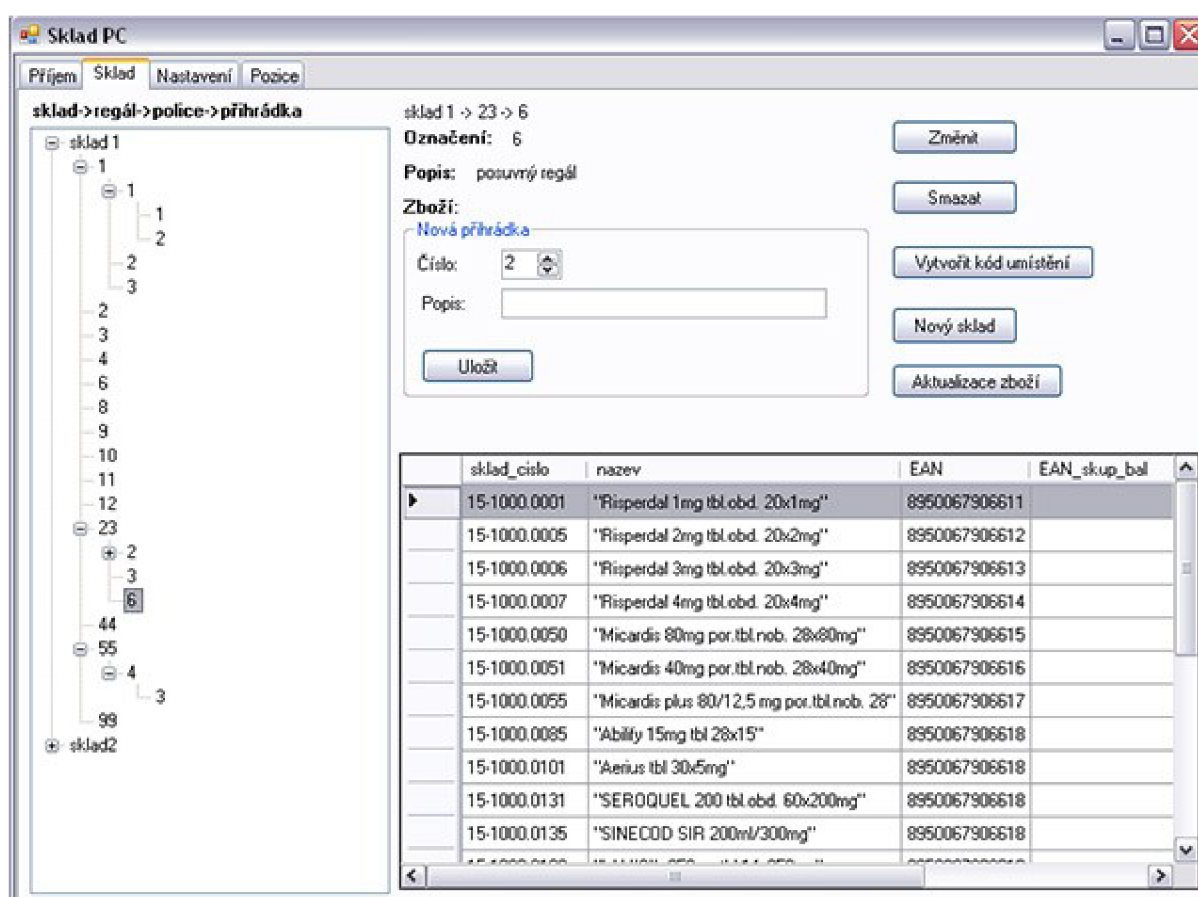 Sklad PC
Příjem Sklad Nastavení Pozice
sklad->regál->police->přihrádka
sklad 1
1
1
1
2
2
3
2
3
4
6
8
9
10
11
12
23
2
3
6
44
55
4
3
99
sklad2
sklad 1 -> 23 -> 6
Označení: 6
Popis: posuvný regál
Zboží:
Nová přihrádka
Číslo: 2
Popis:
Uložit
Změnit
Smazat
Vytvořit kód umístění
Nový sklad
Aktualizace zboží
sklad_cislo nazev EAN EAN_skup_bal
15-1000.0001 "Risperdal 1mg tbl.obd. 20x1mg" 8950067906611
15-1000.0005 "Risperdal 2mg tbl.obd. 20x2mg" 8950067906612
15-1000.0006 "Risperdal 3mg tbl.obd. 20x3mg" 8950067906613
15-1000.0007 "Risperdal 4mg tbl.obd. 20x4mg" 8950067906614
15-1000.0050 "Micardis 80mg por.tbl.nob. 28x80mg" 8950067906615
15-1000.0051 "Micardis 40mg por.tbl.nob. 28x40mg" 8950067906616
15-1000.0055 "Micardis plus 80/12,5 mg por.tbl.nob. 28" 8950067906617
15-1000.0085 "Abilify 15mg tbl 28x15" 8950067906618
15-1000.0101 "Aerius tbl 30x5mg" 8950067906618
15-1000.0131 "SEROQUEL 200 tbl.obd. 60x200mg" 8950067906618
15-1000.0135 "SINECOD SIR 200ml/300mg" 8950067906618